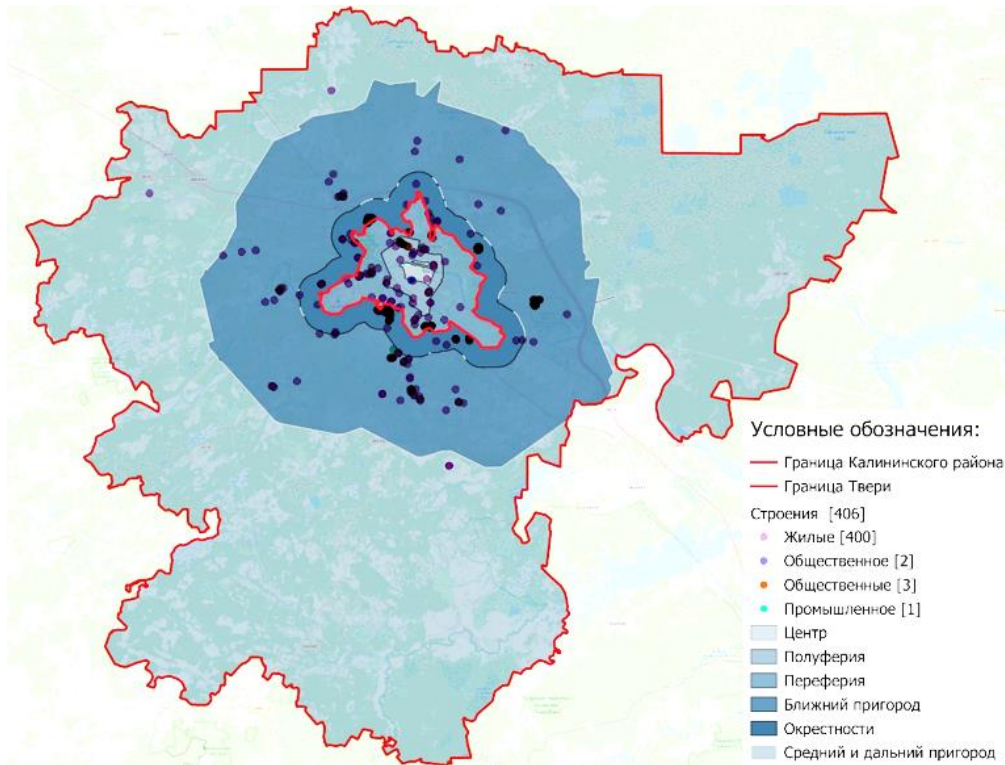 Условные обозначения:
Граница Калининского района
Граница Твери
Строения [406]
Жилые [400]
Общественное [2]
Общественные [3]
Промышленное [1]
Центр
Полуферия
Переферия
Ближний пригород
Окрестности
Средний и дальний пригород